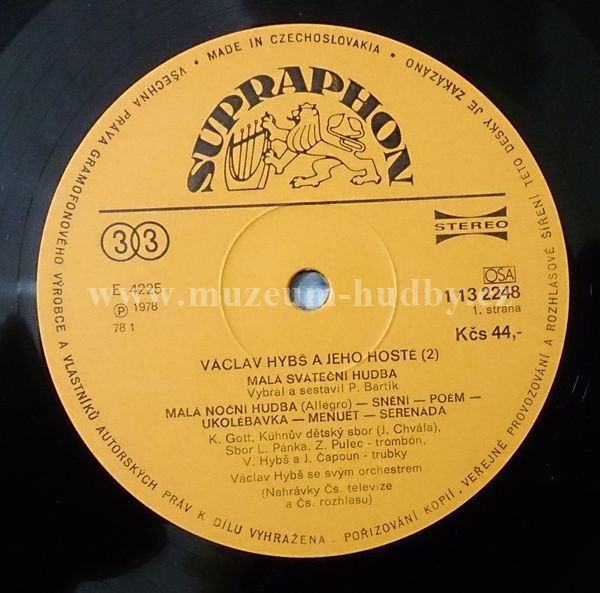 VŠECHNA PRÁVA GRAMOFONOVÉHO VÝROBCE A VLASTNÍKŮ AUTORSKÝCH PRÁV K DÍLU VYHRAŽENA . POŘIZOVÁNÍ KOPIÍ, VEŘEJNÉ PROVOZOVÁNÍ A ROZHLASOVÉ ŠÍŘENÍ TÉTO DESKY JE ZAKÁZÁNO
• MADE IN CZECHOSLOVAKIA •
SUPRAPHON
33
STEREO
E 4225
℗ 1978
78 1
OSA
1 13 2248
1. strana
Kčs 44,-
www.muzeum-hudby.cz
VÁCLAV HYBŠ A JEHO HOSTÉ (2)
MALÁ SVÁTEČNÍ HUDBA
Vybral a sestavil P. Bartík
MALÁ NOČNÍ HUDBA (Allegro) — SNĚNÍ — POÉM —
UKOLÉBAVKA — MENUET — SERENÁDA
K. Gott, Kühnův dětský sbor (J. Chvála),
Sbor L. Pánka, Z. Pulec - trombón,
V. Hybš a J. Čapoun - trubky
Václav Hybš se svým orchestrem
(Nahrávky Čs. televize
a Čs. rozhlasu)